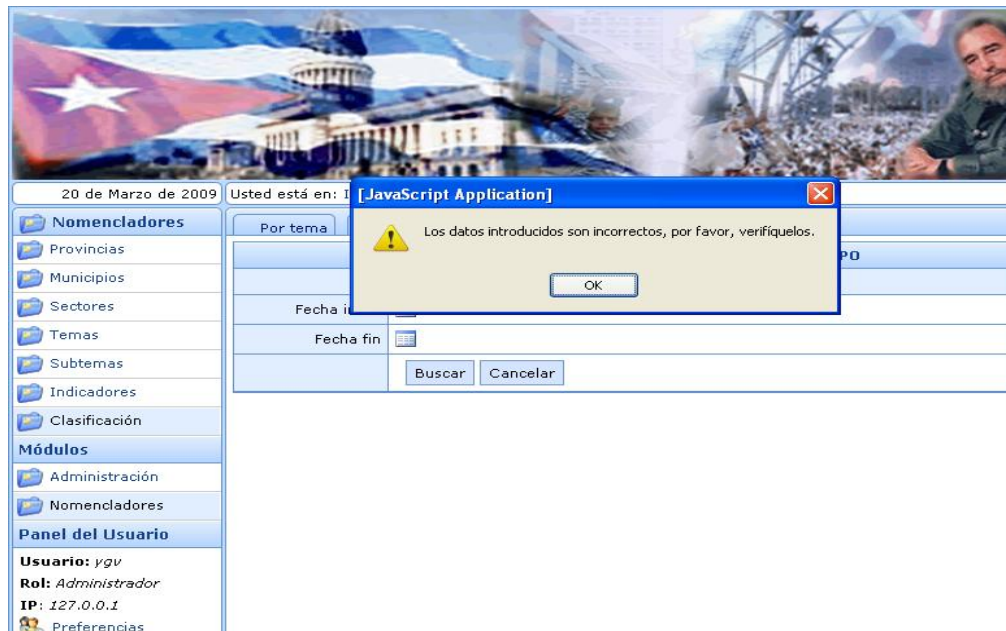 20 de Marzo de 2009
Usted está en: I
[JavaScript Application]
Los datos introducidos son incorrectos, por favor, verifíquelos.
OK
Nomencladores
Provincias
Municipios
Sectores
Temas
Subtemas
Indicadores
Clasificación
Módulos
Administración
Nomencladores
Panel del Usuario
Usuario: ygv
Rol: Administrador
IP: 127.0.0.1
Preferencias
Por tema
PO
Fecha in
Fecha fin
Buscar Cancelar